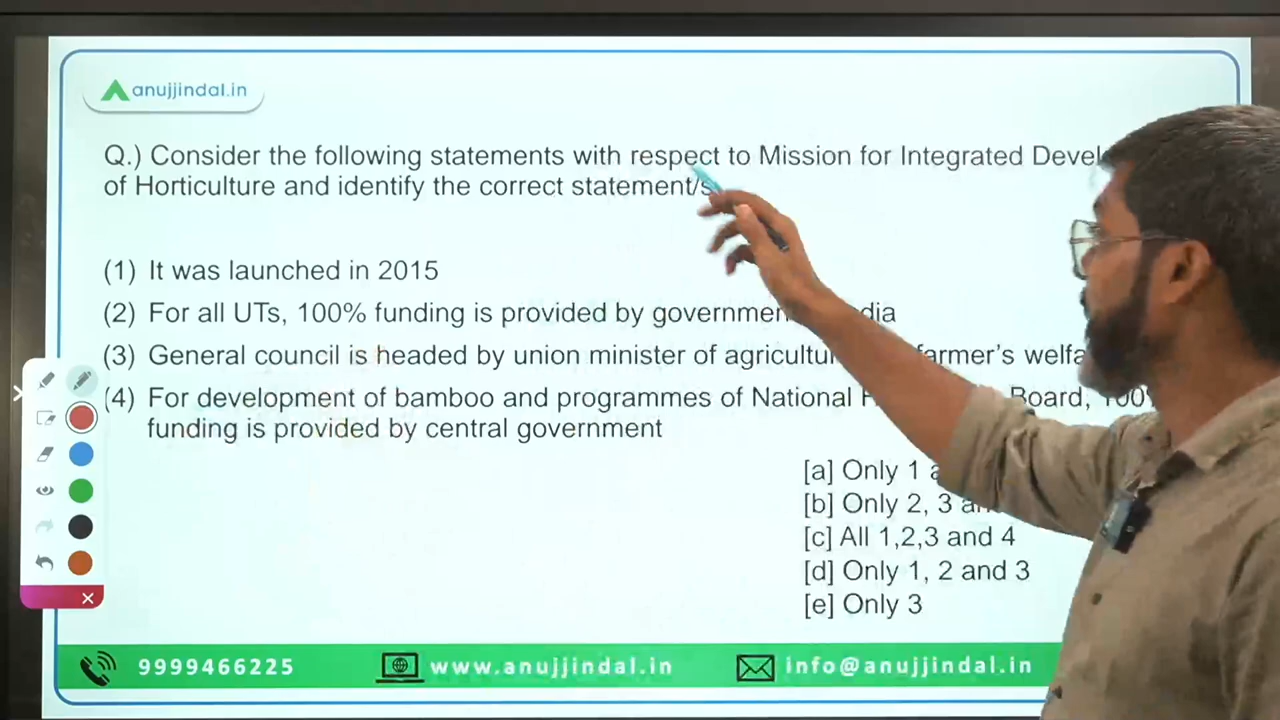 anujjindal.in
Q.) Consider the following statements with respect to Mission for Integrated
of Horticulture and identify the correct statement/s
(1) It was launched in 2015
(2) For all UTs, 100% funding is provided by
(3) General council is headed by union minister of farmer's
(4) For development of bamboo and programmes of National Board,
funding is provided by central government
[a] Only 1
[b] Only 2, 3
[c] All 1,2,3 and 4
[d] Only 1, 2 and 3
[e] Only 3
9999466225 www.anujjindal.in info@anujjindal.in